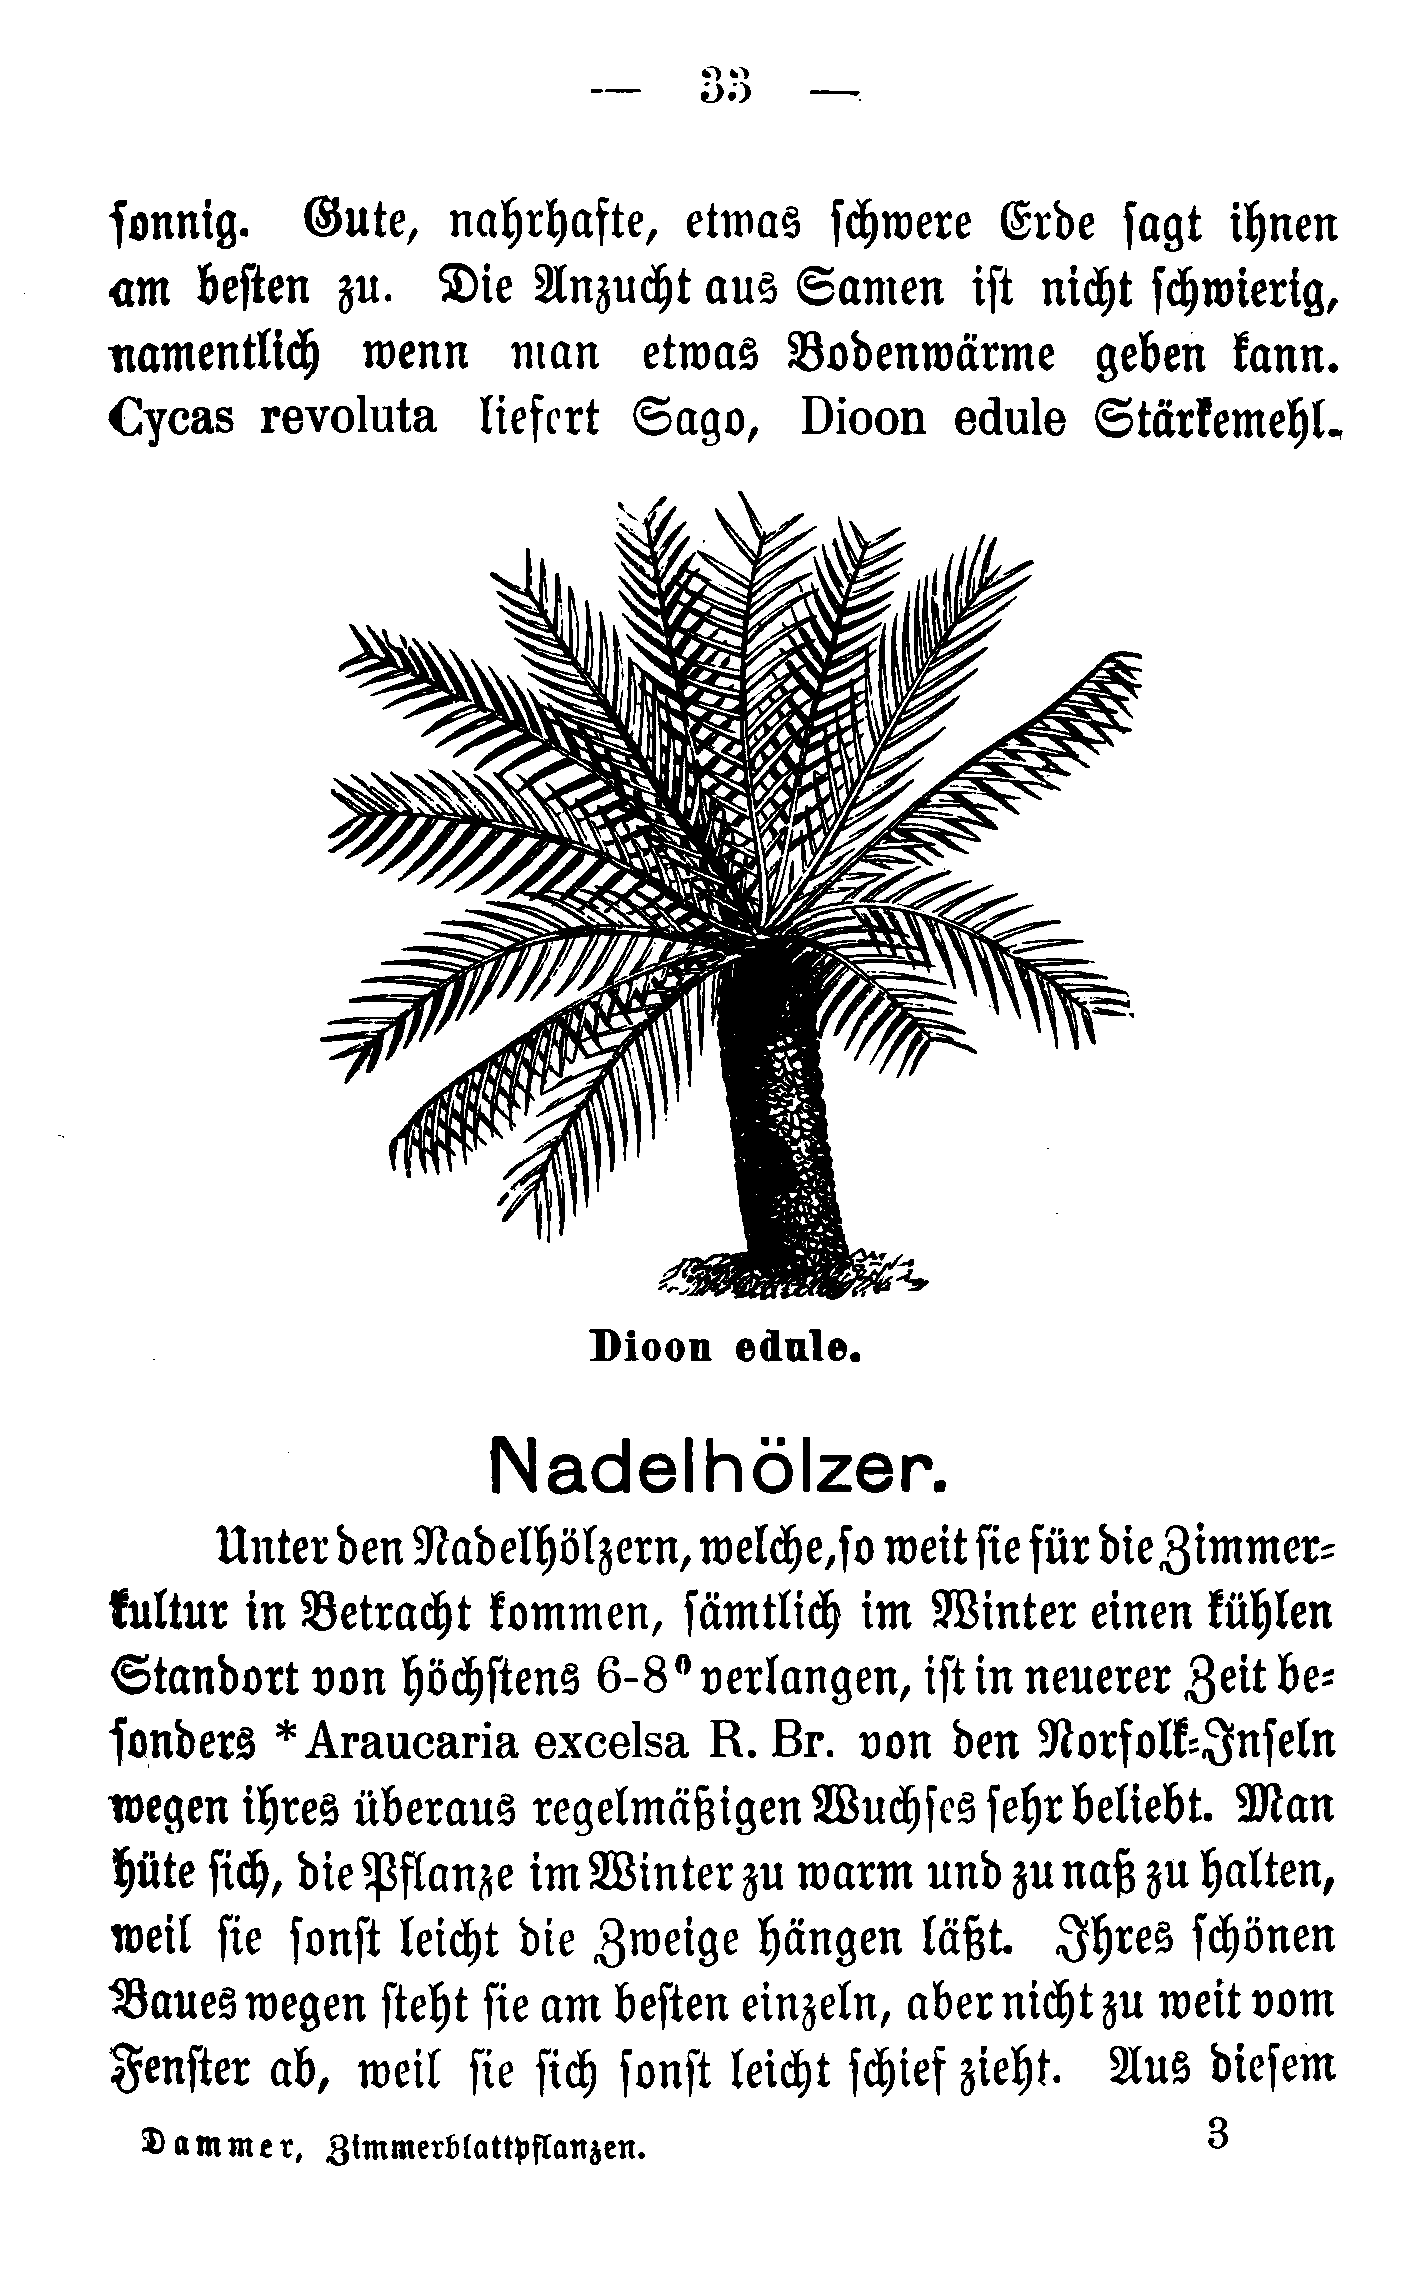 — 33 —
sonnig. Gute, nahrhafte, etwas schwere Erde sagt ihnen
am besten zu. Die Anzucht aus Samen ist nicht schwierig,
namentlich wenn man etwas Bodenwärme geben kann.
Cycas revoluta liefert Sago, Dioon edule Stärkemehl.
Dioon edule.
Nadelhölzer.
Unter den Nadelhölzern, welche, so weit sie für die Zimmer-
kultur in Betracht kommen, sämtlich im Winter einen kühlen
Standort von höchstens 6-8⁰ verlangen, ist in neuerer Zeit be-
sonders *Araucaria excelsa R. Br. von den Norfolk-Inseln
wegen ihres überaus regelmäßigen Wuchses sehr beliebt. Man
hüte sich, die Pflanze im Winter zu warm und zu naß zu halten,
weil sie sonst leicht die Zweige hängen läßt. Ihres schönen
Baues wegen steht sie am besten einzeln, aber nicht zu weit vom
Fenster ab, weil sie sich sonst leicht schief zieht. Aus diesem
Dammer, Zimmerblattpflanzen. 3